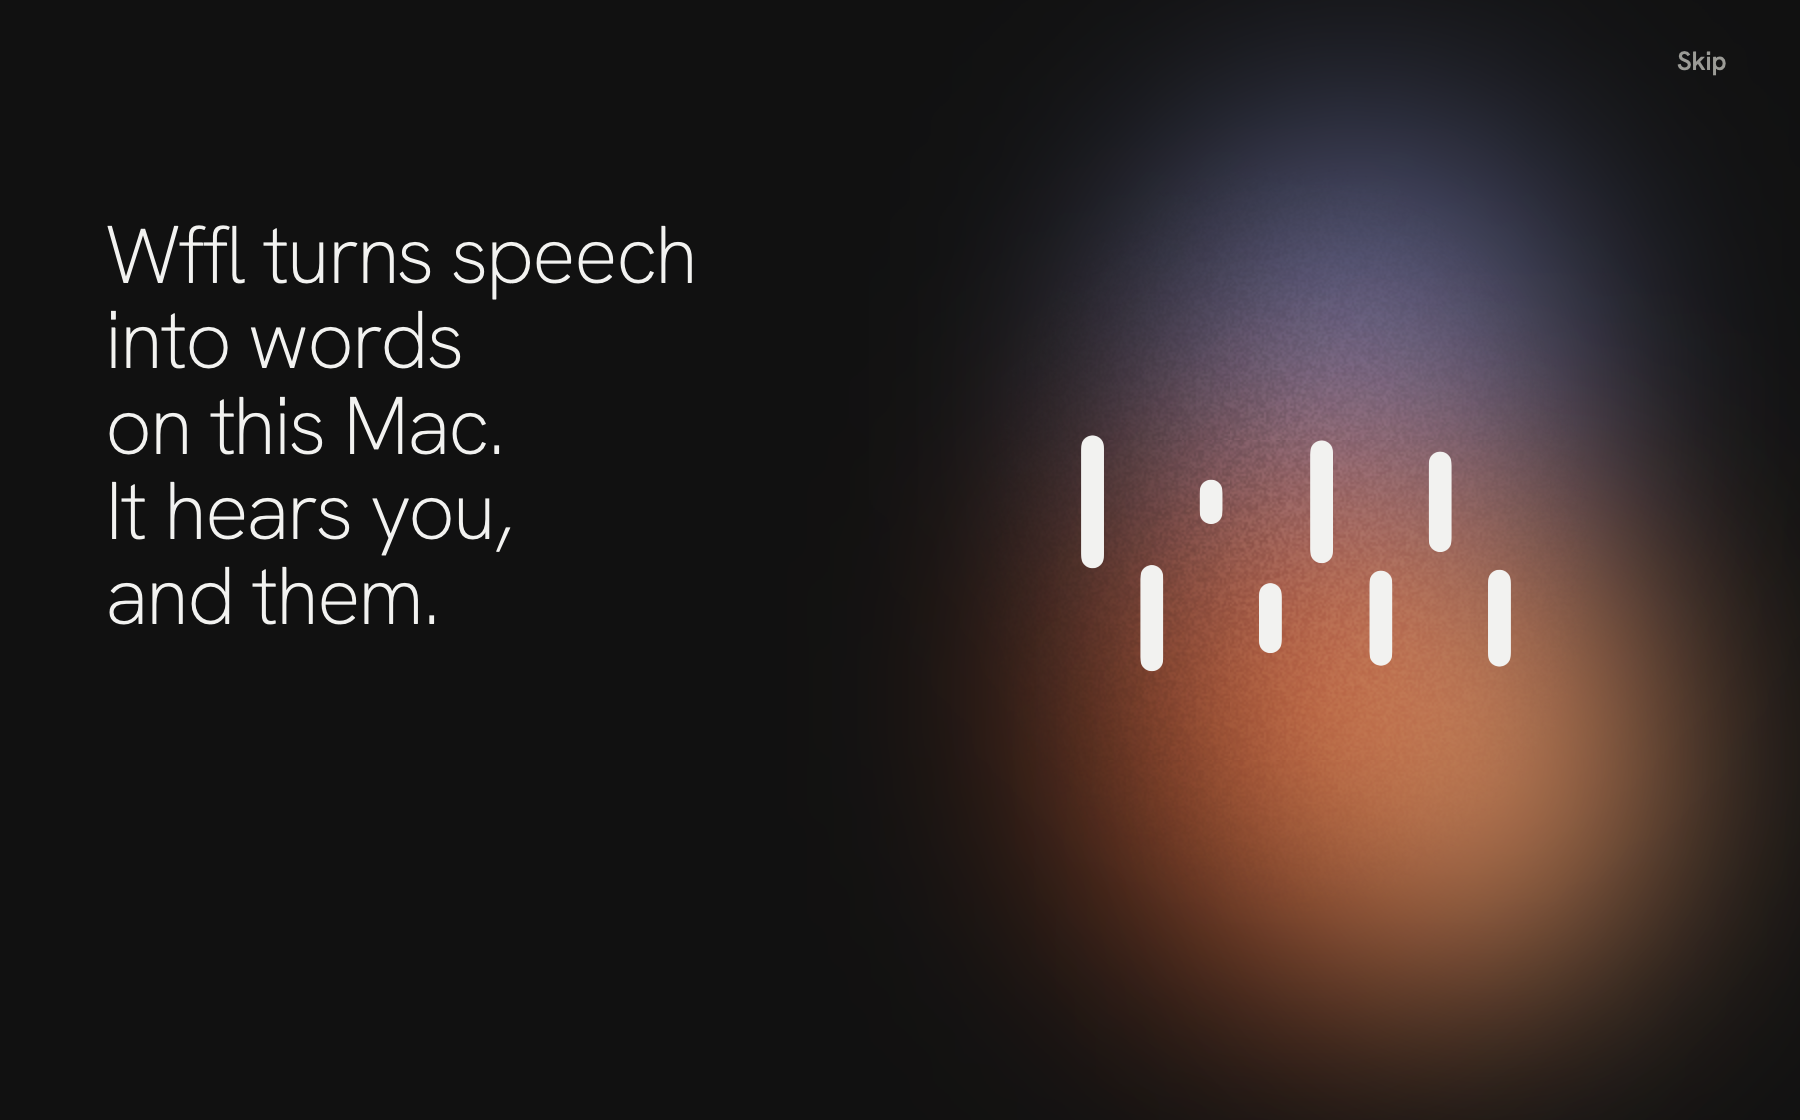 Skip
Wffl turns speech
into words
on this Mac.
It hears you,
and them.